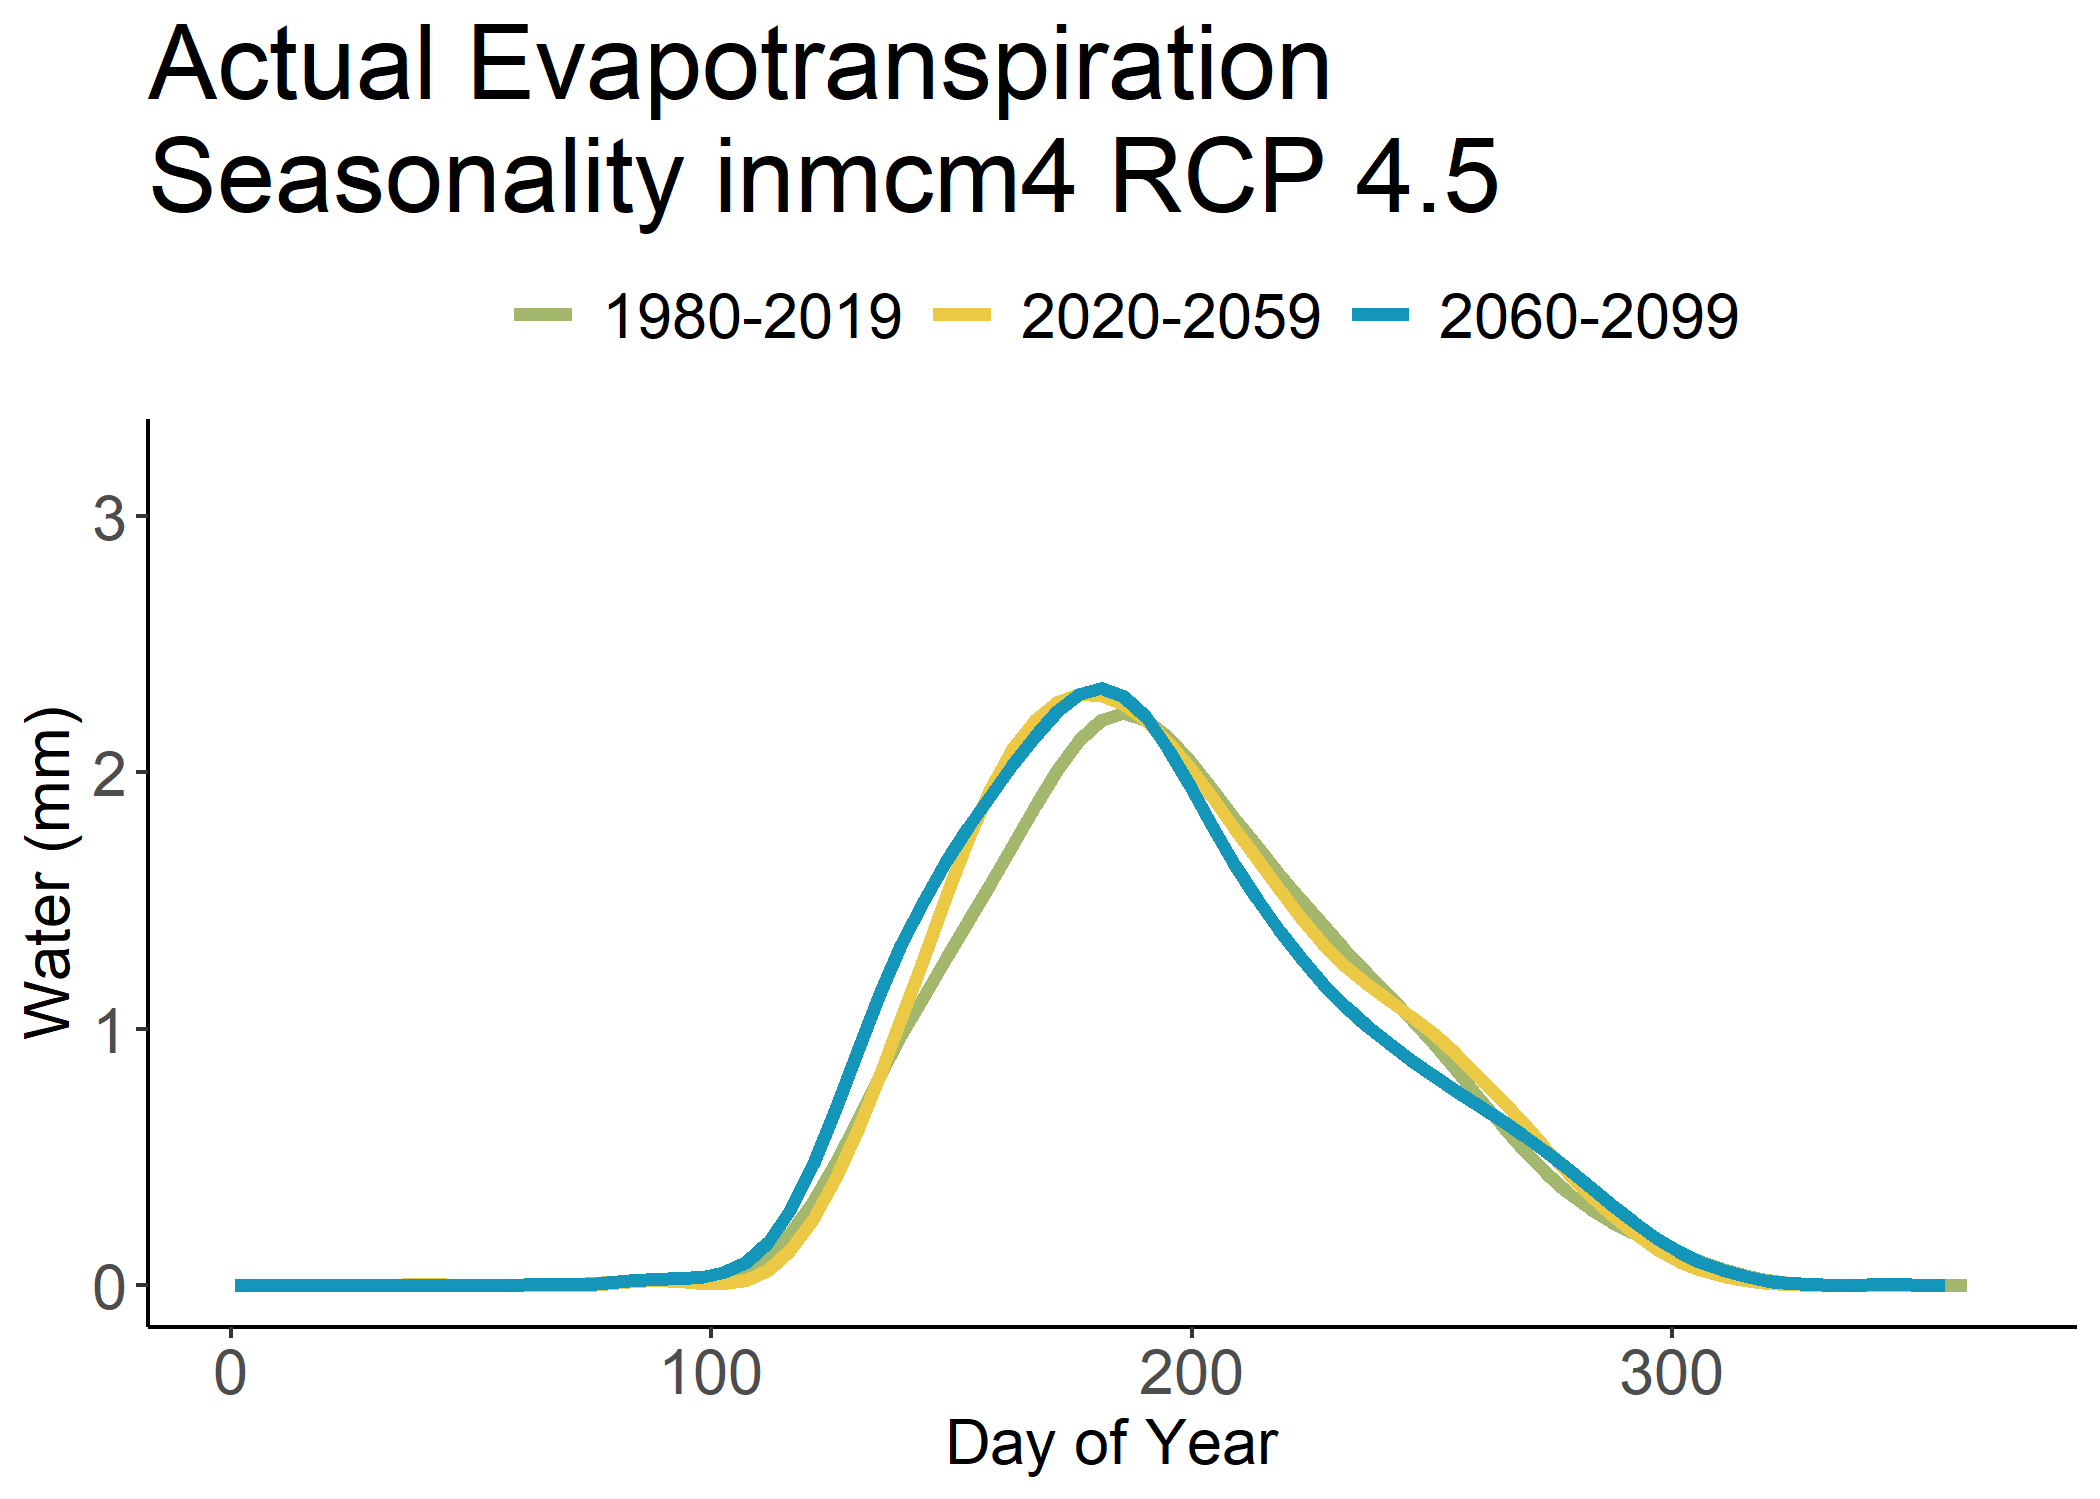 Actual Evapotranspiration
Seasonality inmcm4 RCP 4.5
1980-2019 2020-2059 2060-2099
3
2
1
0
Water (mm)
0 100 200 300
Day of Year